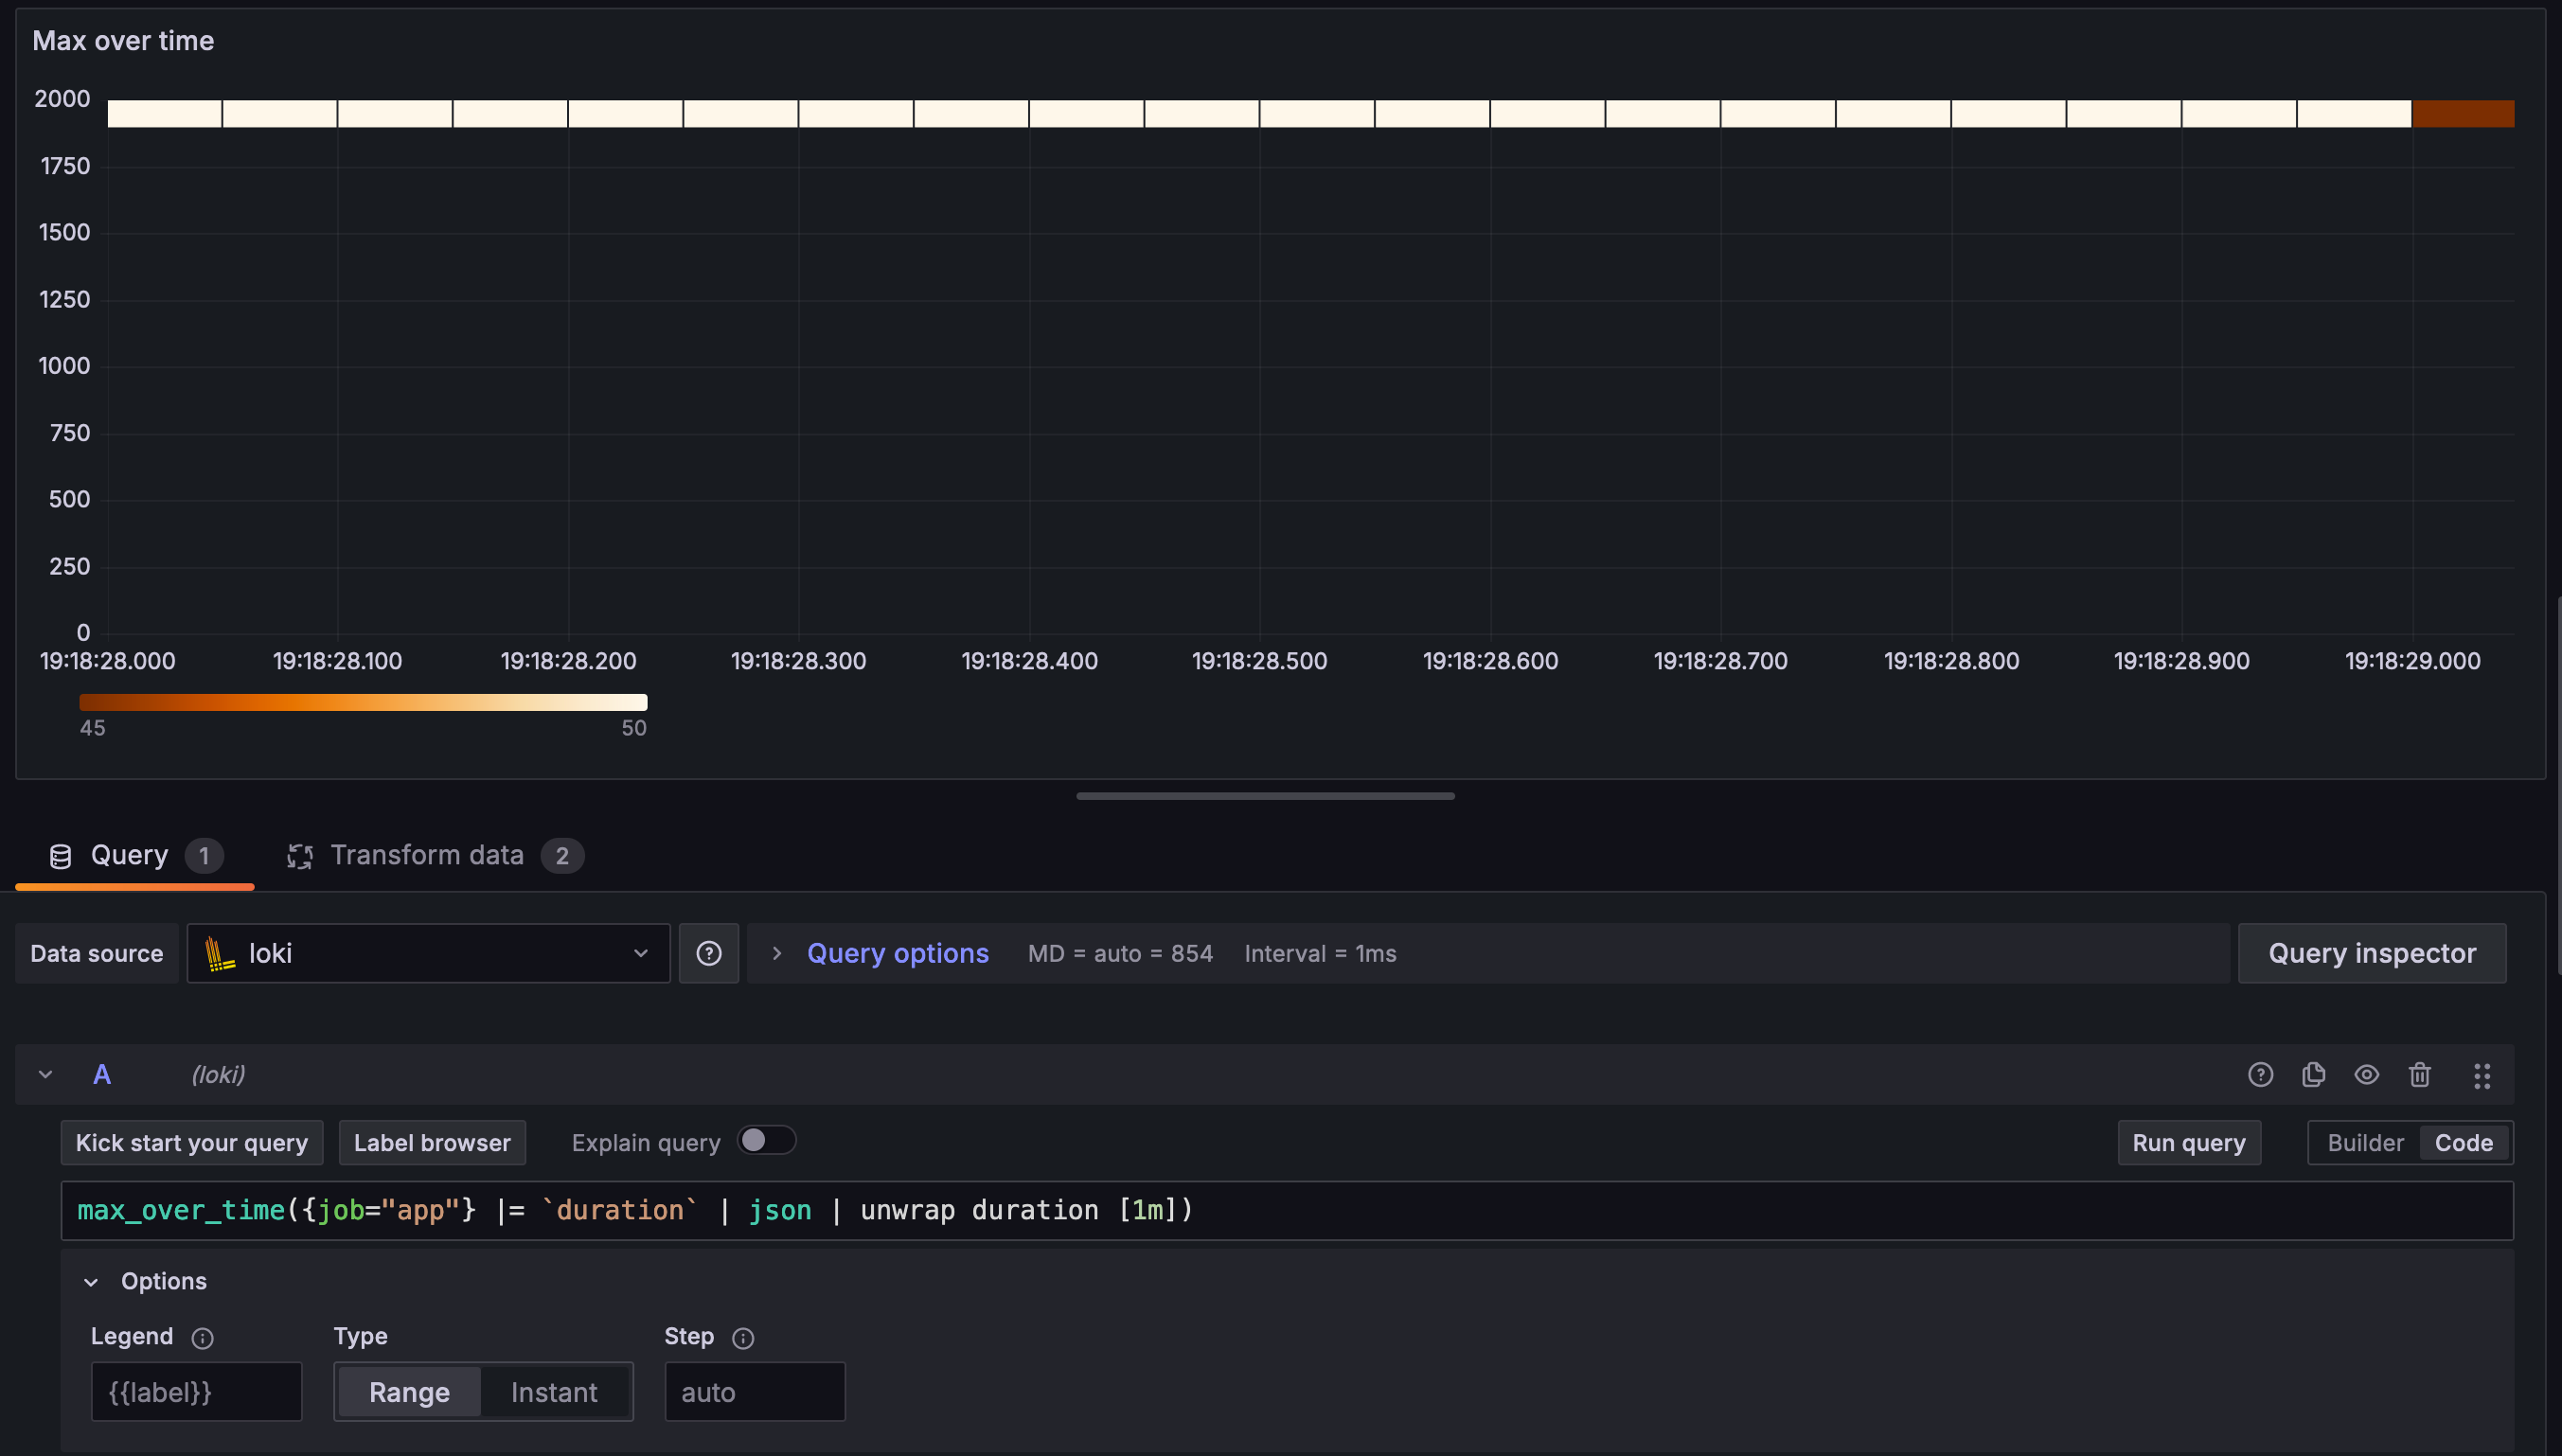 Max over time
2000
1750
1500
1250
1000
750
500
250
0
19:18:28.000 19:18:28.100 19:18:28.200 19:18:28.300 19:18:28.400 19:18:28.500 19:18:28.600 19:18:28.700 19:18:28.800 19:18:28.900 19:18:29.000
45 50
Query 1 Transform data 2
Data source loki Query options MD = auto = 854 Interval = 1ms Query inspector
A (loki)
Kick start your query Label browser Explain query Run query Builder Code
max_over_time({job="app"} |= `duration` | json | unwrap duration [1m])
Options
Legend Type Step
{{label}} Range Instant auto